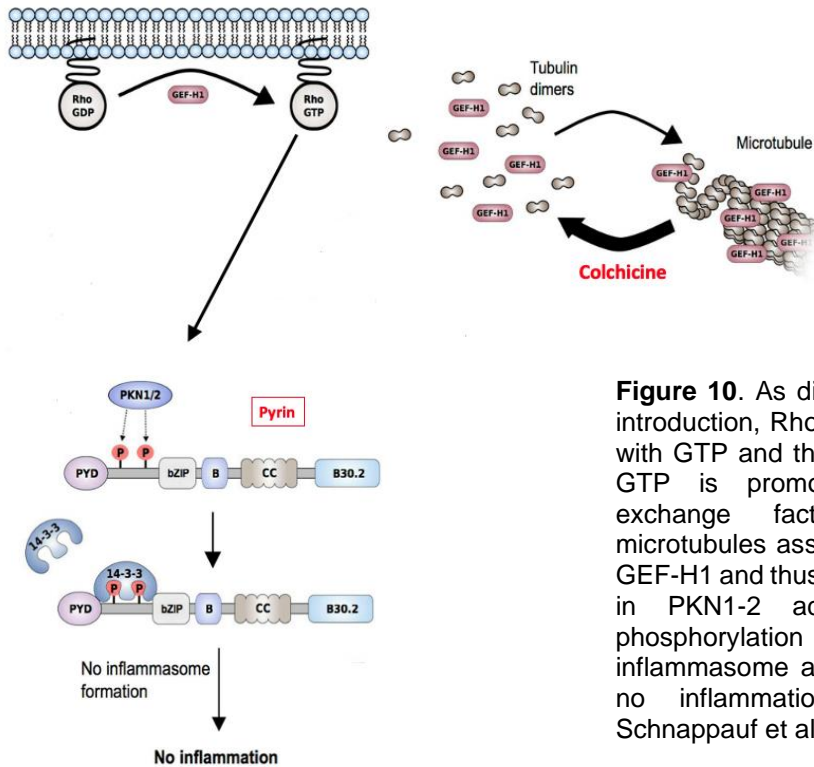 Rho
GDP
GEF-H1
Rho
GTP
Tubulin
dimers
GEF-H1
GEF-H1
GEF-H1
GEF-H1
Microtubule
GEF-H1
GEF-H1
GEF-H1
GEF-H1
GEF-H1
Colchicine
PKN1/2
Pyrin
P
P
PYD
bZIP
B
CC
B30.2
14-3-3
14-3-3
P
P
PYD
bZIP
B
CC
B30.2
No inflammasome
formation
No inflammation
Figure 10. As di
introduction, Rho
with GTP and th
GTP is promo
exchange fact
microtubules ass
GEF-H1 and thus
in PKN1-2 ac
phosphorylation
inflammasome a
no inflammatio
Schnappauf et al